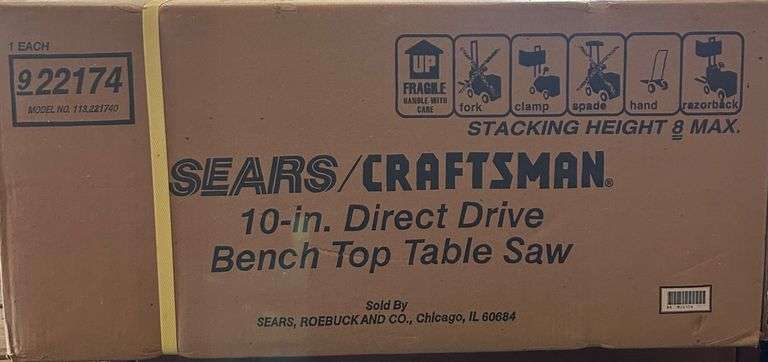 1 EACH
922174
MODEL NO. 113.221740
UP
FRAGILE
HANDLE WITH
CARE
fork
clamp
spade
hand
razorback
STACKING HEIGHT 8 MAX.
SEARS/CRAFTSMAN®
10-in. Direct Drive
Bench Top Table Saw
Sold By
SEARS, ROEBUCK AND CO., Chicago, IL 60684